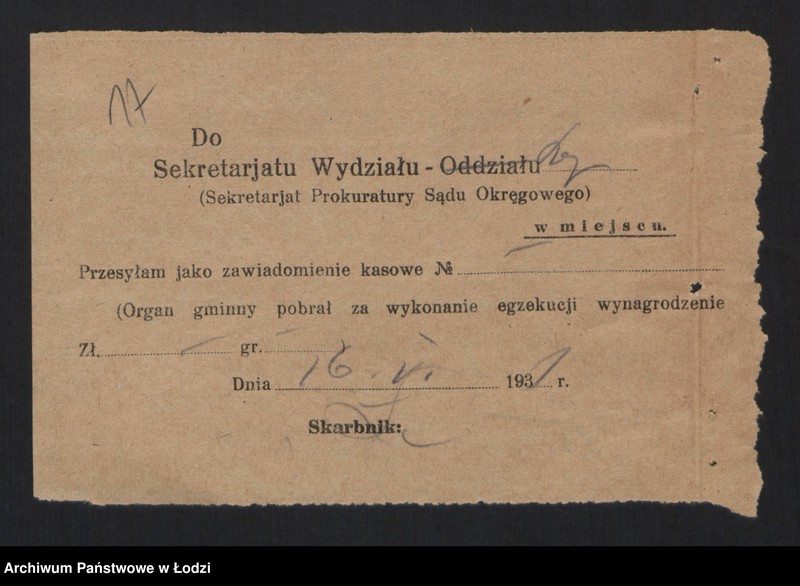 17
Do
Sekretarjatu Wydziału - Oddziału
(Sekretarjat Prokuratury Sądu Okręgowego)
w miejscu.
Przesyłam jako zawiadomienie kasowe №
(Organ gminny pobrał za wykonanie egzekucji wynagrodzenie
Zł. — gr. — )
Dnia 16. VI. 1931 r.
Skarbnik:
Archiwum Państwowe w Łodzi